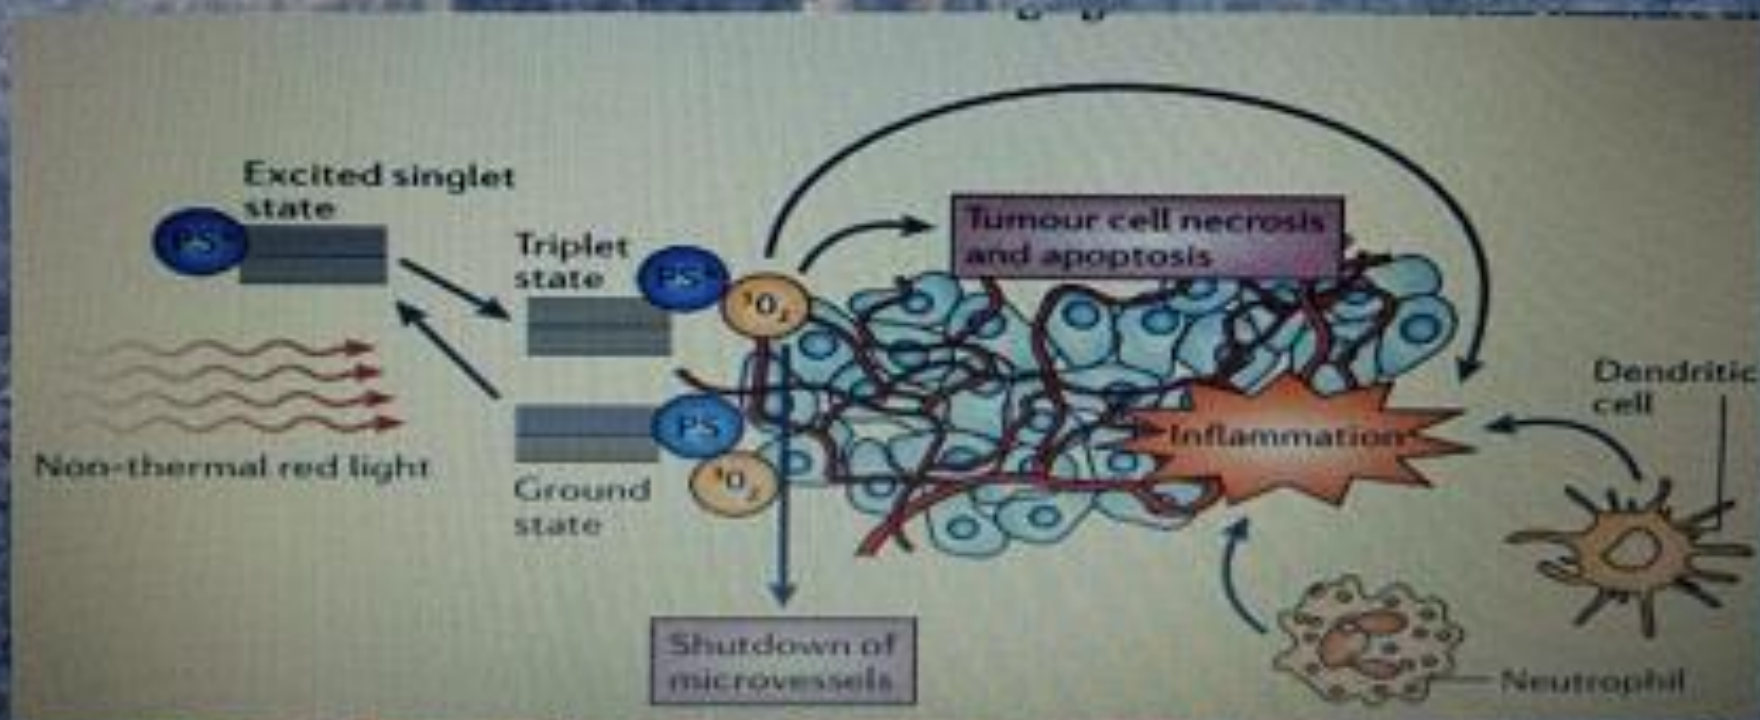 Excited singlet
state
PS
Triplet
state
PS
¹O₂
Tumour cell necrosis
and apoptosis
Non-thermal red light
Ground
state
PS
Inflammation
Dendritic
cell
Shutdown of
microvessels
Neutrophil